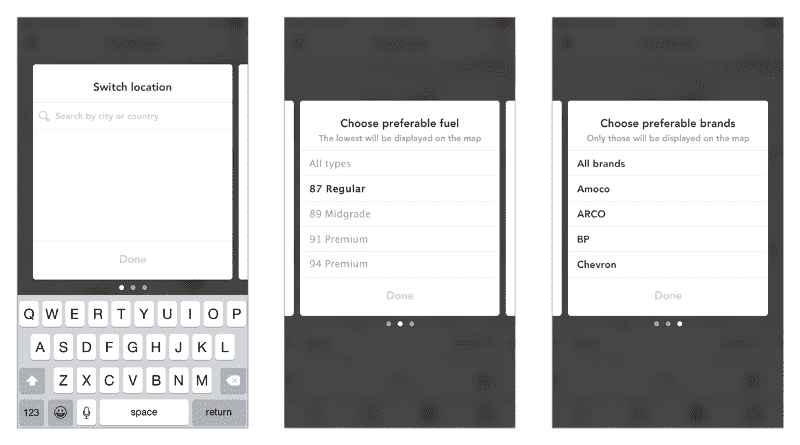 Switch location
Search by city or country
Done
Q W E R T Y U I O P
A S D F G H J K L
Z X C V B N M
123 space return
Choose preferable fuel
The lowest will be displayed on the map
All types
87 Regular
89 Midgrade
91 Premium
94 Premium
Done
Choose preferable brands
Only those will be displayed on the map
All brands
Amoco
ARCO
BP
Chevron
Done